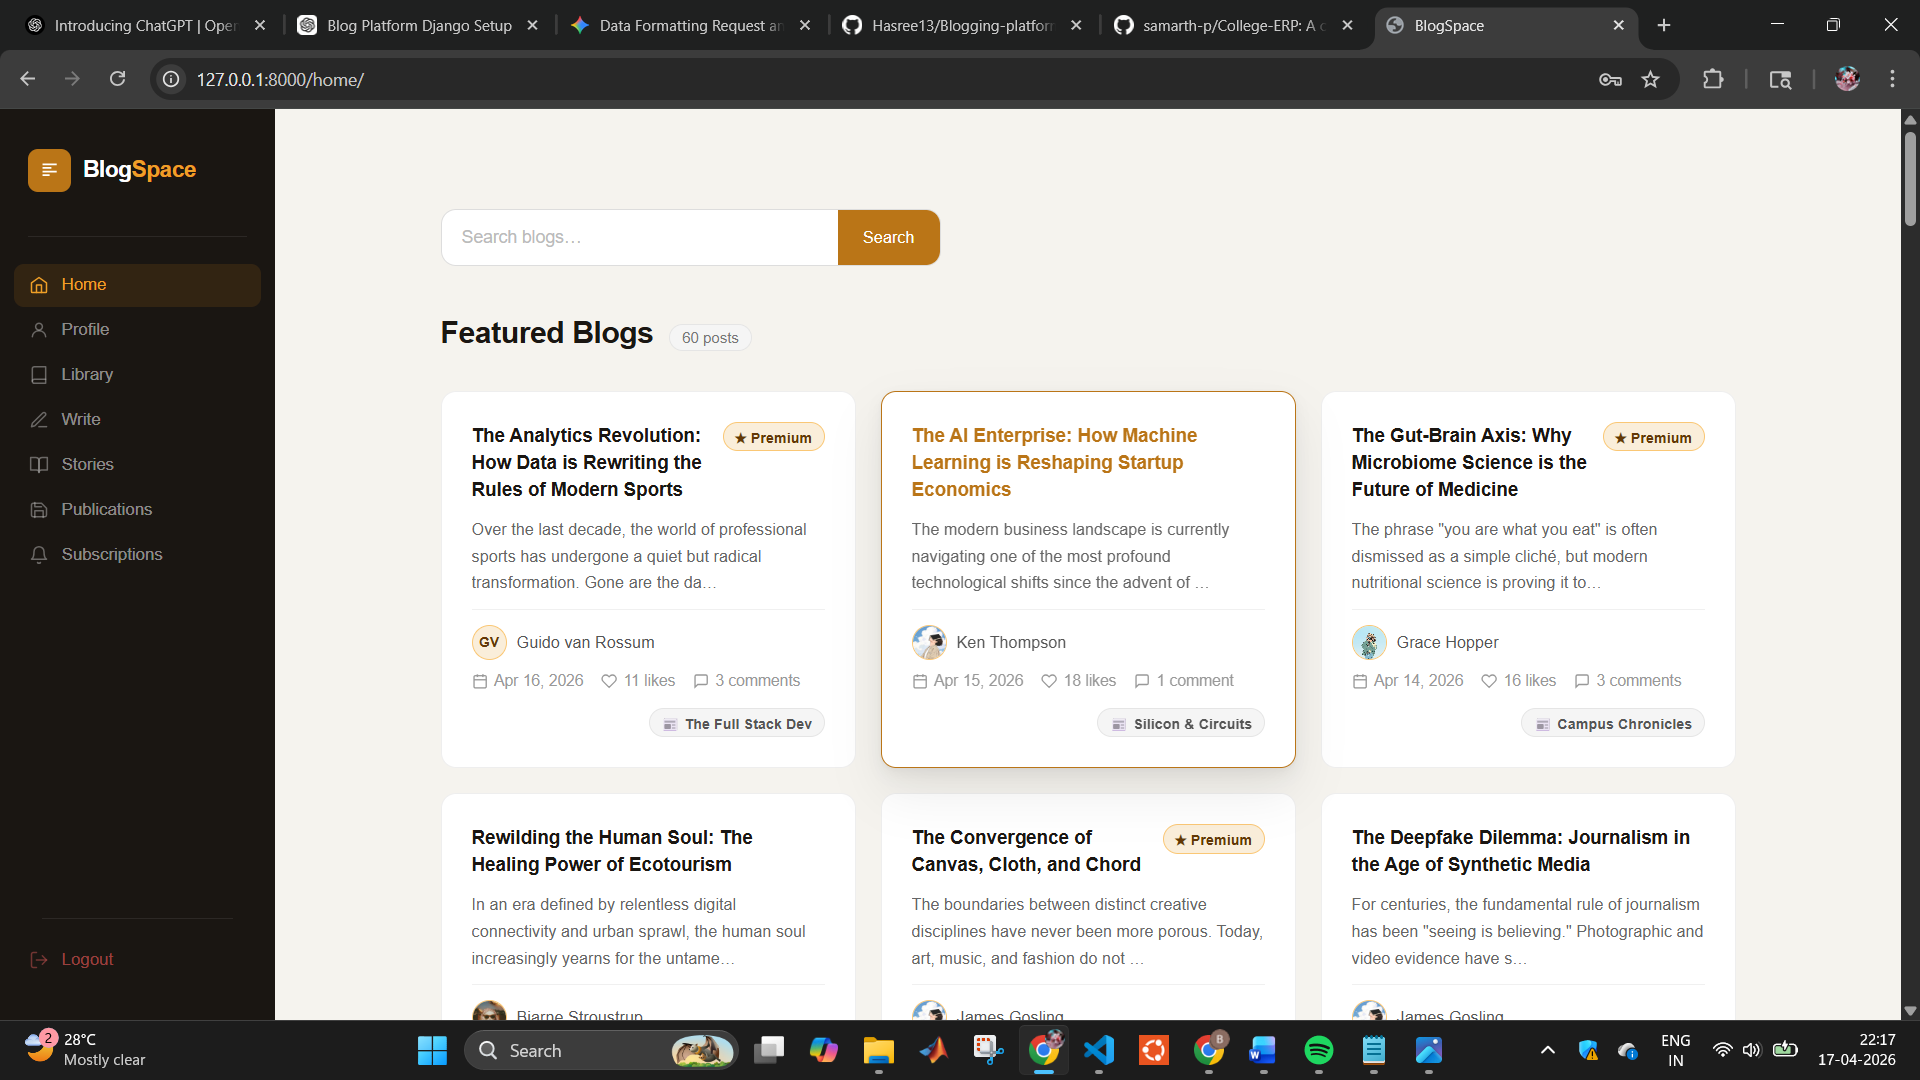 Introducing ChatGPT | Oper
Blog Platform Django Setup
Data Formatting Request an
Hasree13/Blogging-platform
samarth-p/College-ERP: A c
BlogSpace
127.0.0.1:8000/home/
BlogSpace
Home
Profile
Library
Write
Stories
Publications
Subscriptions
Logout
Search blogs…
Search
Featured Blogs
60 posts
The Analytics Revolution:
How Data is Rewriting the
Rules of Modern Sports
★ Premium
Over the last decade, the world of professional
sports has undergone a quiet but radical
transformation. Gone are the da…
GV
Guido van Rossum
Apr 16, 2026
11 likes
3 comments
The Full Stack Dev
The AI Enterprise: How Machine
Learning is Reshaping Startup
Economics
The modern business landscape is currently
navigating one of the most profound
technological shifts since the advent of …
Ken Thompson
Apr 15, 2026
18 likes
1 comment
Silicon & Circuits
The Gut-Brain Axis: Why
Microbiome Science is the
Future of Medicine
★ Premium
The phrase "you are what you eat" is often
dismissed as a simple cliché, but modern
nutritional science is proving it to…
Grace Hopper
Apr 14, 2026
16 likes
3 comments
Campus Chronicles
Rewilding the Human Soul: The
Healing Power of Ecotourism
In an era defined by relentless digital
connectivity and urban sprawl, the human soul
increasingly yearns for the untame…
Bjarne Stroustrup
The Convergence of
Canvas, Cloth, and Chord
★ Premium
The boundaries between distinct creative
disciplines have never been more porous. Today,
art, music, and fashion do not …
James Gosling
The Deepfake Dilemma: Journalism in
the Age of Synthetic Media
For centuries, the fundamental rule of journalism
has been "seeing is believing." Photographic and
video evidence have s…
James Gosling
2
28°C
Mostly clear
Search
B
W
ENG
IN
22:17
17-04-2026